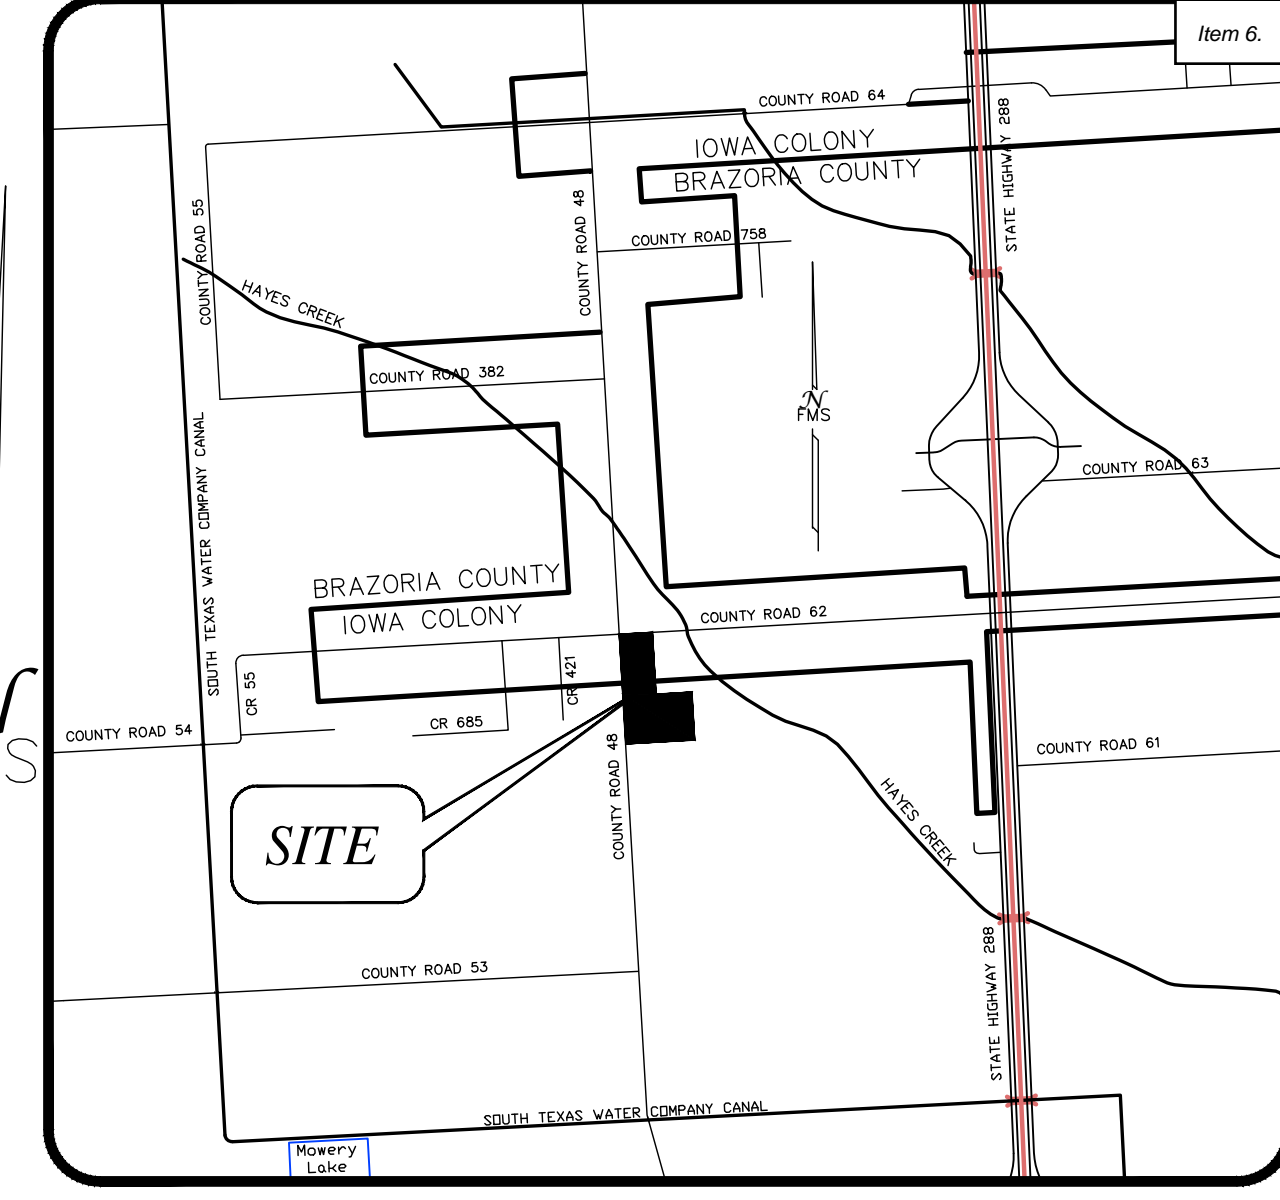 Item 6.
COUNTY ROAD 64
STATE HIGHWAY 288
IOWA COLONY
BRAZORIA COUNTY
COUNTY ROAD 55
COUNTY ROAD 48
COUNTY ROAD 758
HAYES CREEK
COUNTY ROAD 382
N
FMS
SOUTH TEXAS WATER COMPANY CANAL
COUNTY ROAD 63
BRAZORIA COUNTY
IOWA COLONY
COUNTY ROAD 62
CR 55
CR 421
CR 685
COUNTY ROAD 54
S
COUNTY ROAD 48
COUNTY ROAD 61
HAYES CREEK
SITE
STATE HIGHWAY 288
COUNTY ROAD 53
SOUTH TEXAS WATER COMPANY CANAL
Mowery
Lake